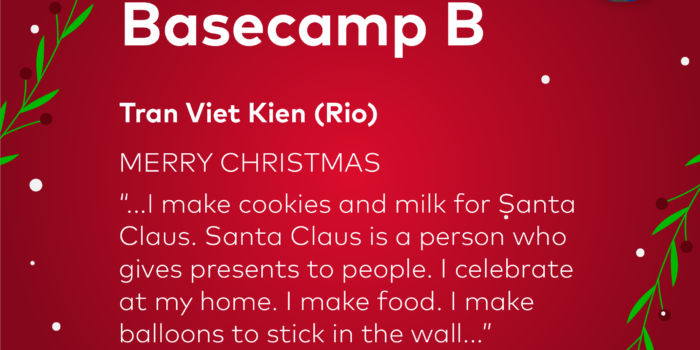 Basecamp B
Tran Viet Kien (Rio)
MERRY CHRISTMAS
“...I make cookies and milk for Santa
Claus. Santa Claus is a person who
gives presents to people. I celebrate
at my home. I make food. I make
balloons to stick in the wall...”